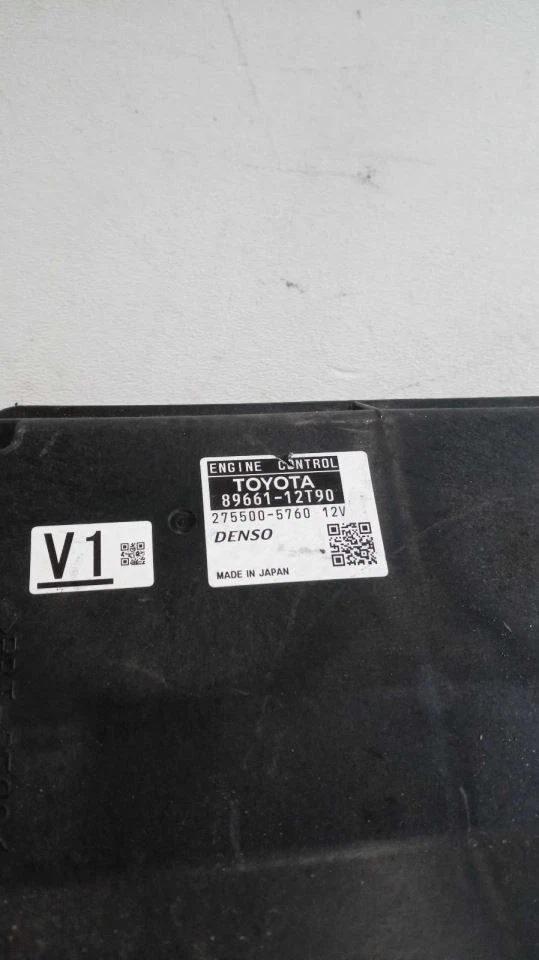 ENGINE CONTROL
TOYOTA
89661-12T90
275500-5760 12V
DENSO
MADE IN JAPAN
V1